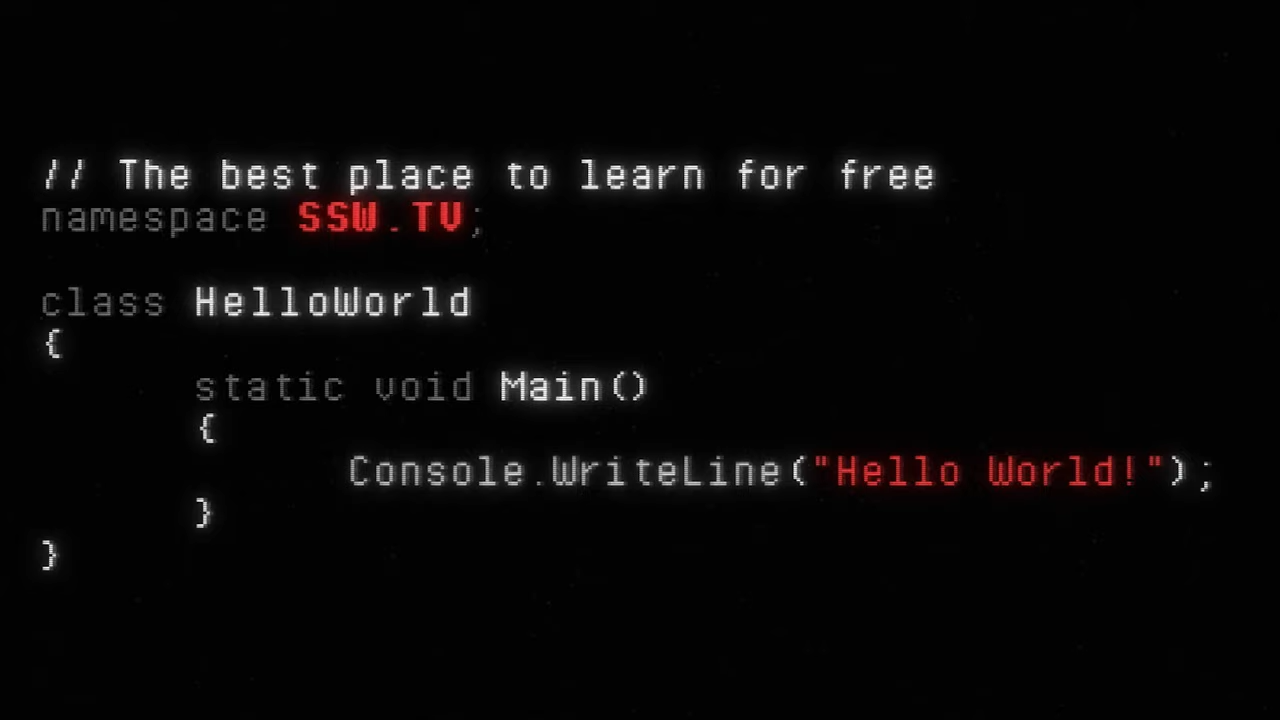 // The best place to learn for free
namespace SSW.TV;
class HelloWorld
{
static void Main()
{
Console.WriteLine("Hello World!");
}
}